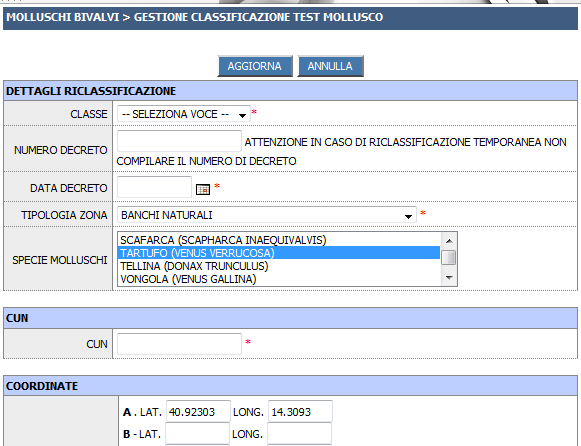 MOLLUSCHI BIVALVI > GESTIONE CLASSIFICAZIONE TEST MOLLUSCO
AGGIORNA ANNULLA
DETTAGLI RICLASSIFICAZIONE
CLASSE -- SELEZIONA VOCE -- *
NUMERO DECRETO ATTENZIONE IN CASO DI RICLASSIFICAZIONE TEMPORANEA NON
COMPILARE IL NUMERO DI DECRETO
DATA DECRETO *
TIPOLOGIA ZONA BANCHI NATURALI *
SPECIE MOLLUSCHI
SCAFARCA (SCAPHARCA INAEQUIVALVIS)
TARTUFO (VENUS VERRUCOSA)
TELLINA (DONAX TRUNCULUS)
VONGOLA (VENUS GALLINA)
CUN
CUN *
COORDINATE
A . LAT. 40.92303 LONG. 14.3093
B - LAT. LONG.